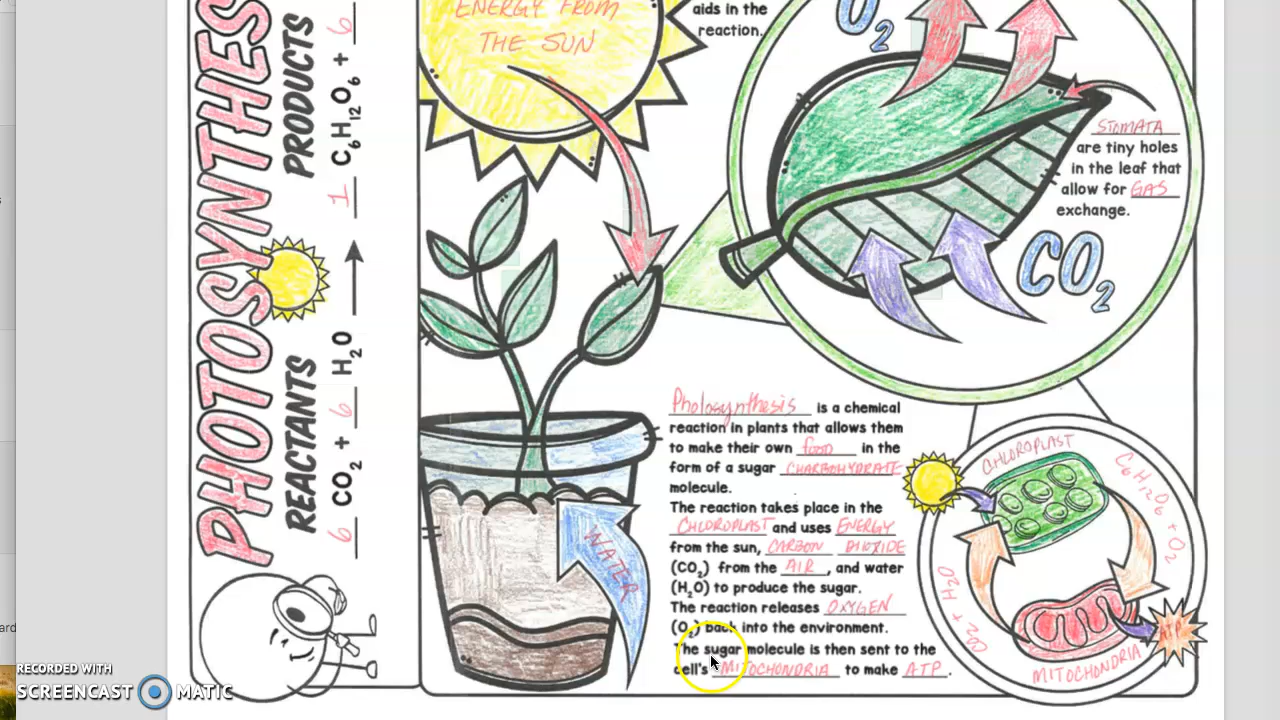 PHOTOSYNTHES
REACTANTS
PRODUCTS
6 CO2 + 6 H2O → 1 C6H12O6 + 6
ENERGY FROM
THE SUN
aids in the
reaction.
O2
STOMATA
are tiny holes
in the leaf that
allow for GAS
exchange.
CO2
WATER
Photosynthesis is a chemical
reaction in plants that allows them
to make their own food in the
form of a sugar CHARBOHYDRATE
molecule.
The reaction takes place in the
CHLOROPLAST and uses ENERGY
from the sun, CARBON DIOXIDE
(CO2) from the AIR, and water
(H2O) to produce the sugar.
The reaction releases OXYGEN
(O2) back into the environment.
The sugar molecule is then sent to the
cell's MITOCHONDRIA to make ATP.
CHLOROPLAST
C6H12O6 + O2
CO2 + H2O
MITOCHONDRIA
ard
RECORDED WITH
SCREENCAST MATIC